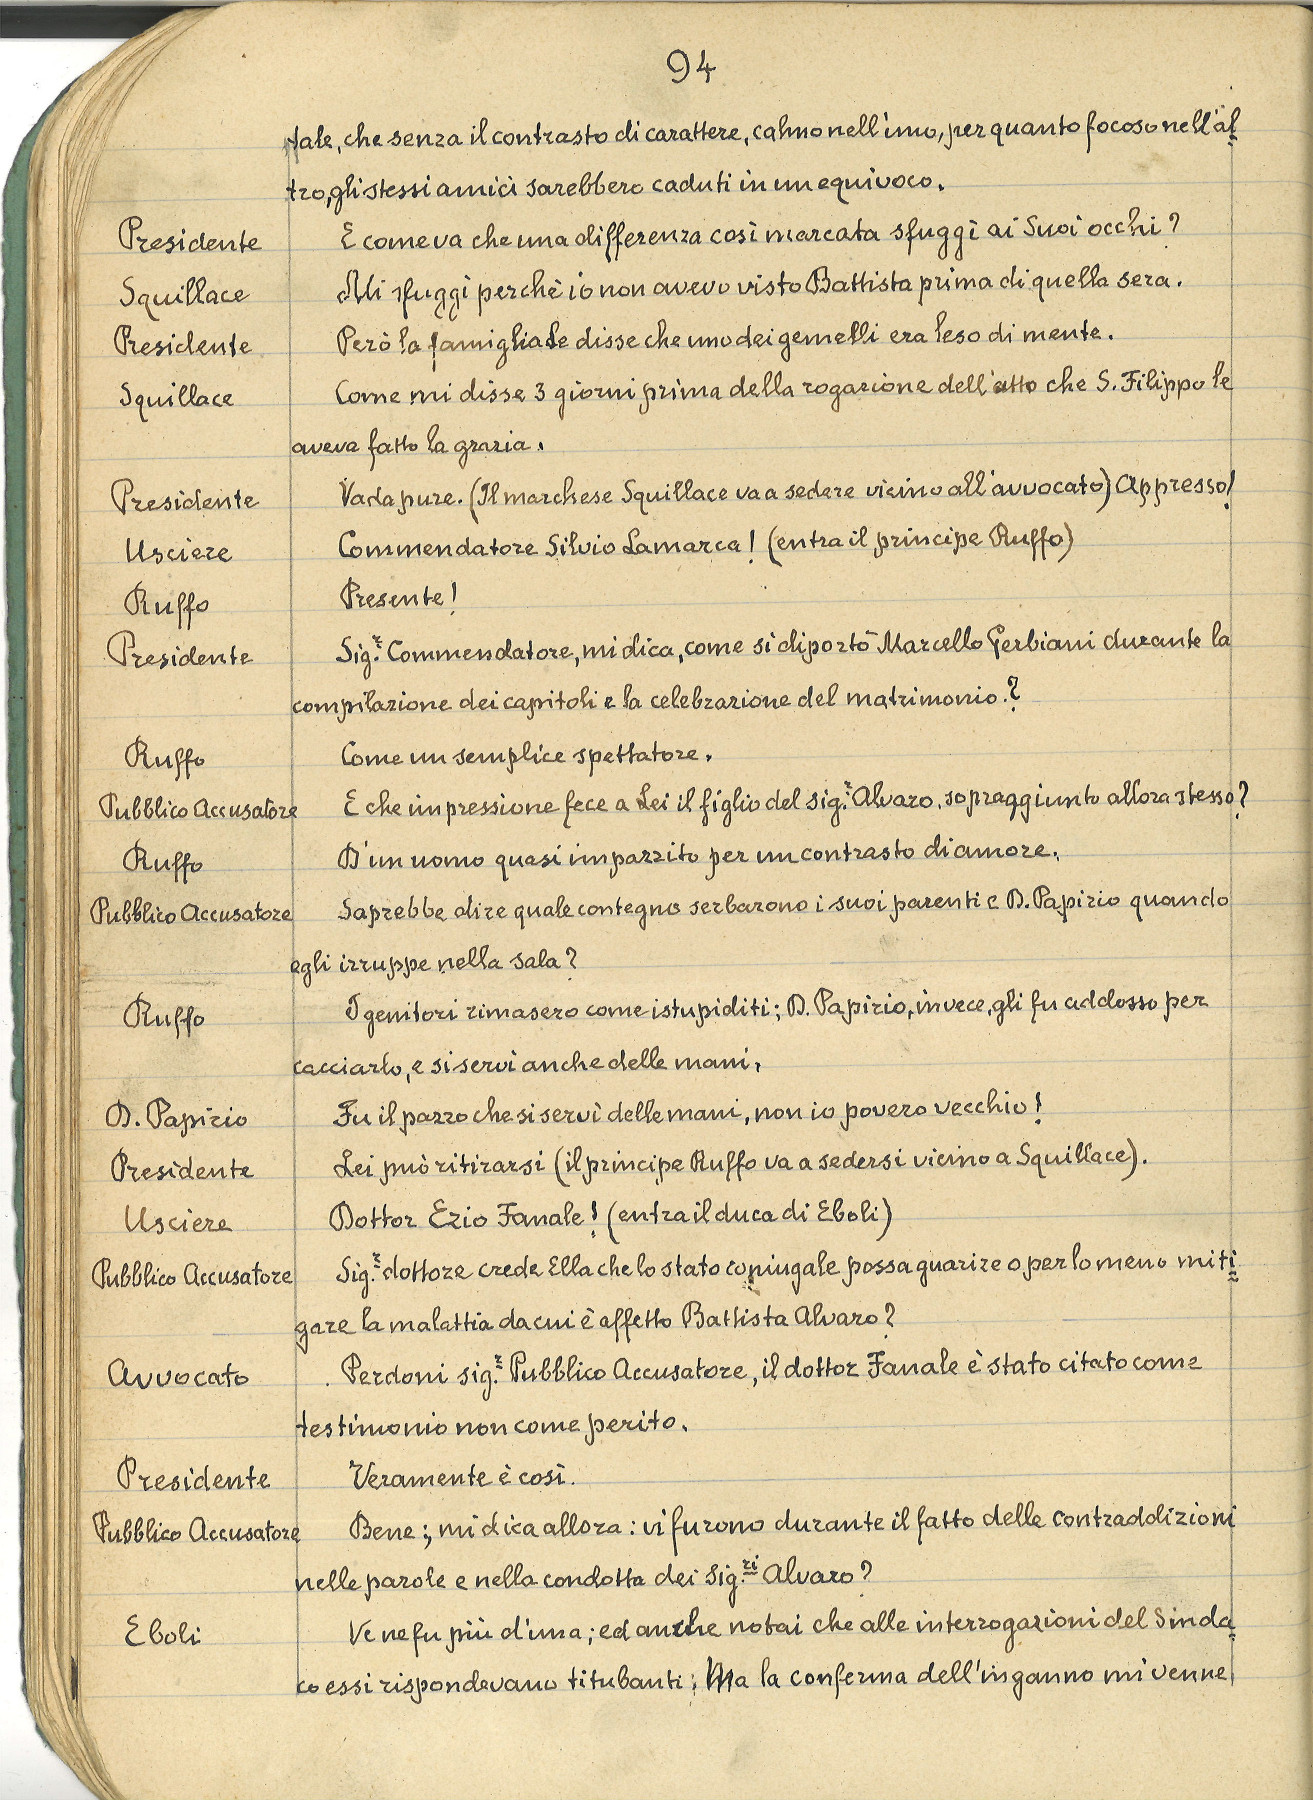 94
tale, che senza il contrasto di carattere, calmo nell'uno, per quanto focoso nell'al=
tro, gli stessi amici sarebbero caduti in un equivoco.
Presidente E come va che una differenza così marcata sfuggì ai Suoi occhi?
Squillace Mi sfuggì perchè io non avevo visto Battista prima di quella sera.
Presidente Però la famiglia Le disse che uno dei gemelli era leso di mente.
Squillace Come mi disse 3 giorni prima della rogazione dell'atto che S. Filippo le
aveva fatto la grazia.
Presidente Vada pure. (Il marchese Squillace va a sedere vicino all'avvocato) Appresso!
Usciere Commendatore Silvio Lamarca! (entra il principe Ruffo)
Ruffo Presente!
Presidente Sig.r Commendatore, mi dica, come si diportò Marcello Gerbiani durante la
compilazione dei capitoli e la celebrazione del matrimonio.?
Ruffo Come un semplice spettatore.
Pubblico Accusatore E che impressione fece a Lei il figlio del sig.r Alvaro, sopraggiunto allora stesso?
Ruffo D'un uomo quasi impazzito per un contrasto di amore.
Pubblico Accusatore Saprebbe dire quale contegno serbarono i suoi parenti e D. Papirio quando
egli irruppe nella sala?
Ruffo I genitori rimasero come istupiditi; D. Papirio, invece, gli fu addosso per
cacciarlo, e si servì anche delle mani.
D. Papirio Fu il pazzo che si servì delle mani, non io povero vecchio!
Presidente Lei può ritirarsi (il principe Ruffo va a sedersi vicino a Squillace).
Usciere Dottor Ezio Fanale! (entra il duca di Eboli)
Pubblico Accusatore Sig.r dottore crede Ella che lo stato coniugale possa guarire o per lo meno miti=
gare la malattia da cui è affetto Battista Alvaro?
Avvocato Perdoni sig.r Pubblico Accusatore, il dottor Fanale è stato citato come
testimonio non come perito.
Presidente Veramente è così.
Pubblico Accusatore Bene; mi dica allora: vi furono durante il fatto delle contraddizioni
nelle parole e nella condotta dei Sig.ri Alvaro?
Eboli Ve ne fu più d'una; ed anche notai che alle interrogazioni del Sinda=
co essi rispondevano titubanti; Ma la conferma dell'inganno mi venne